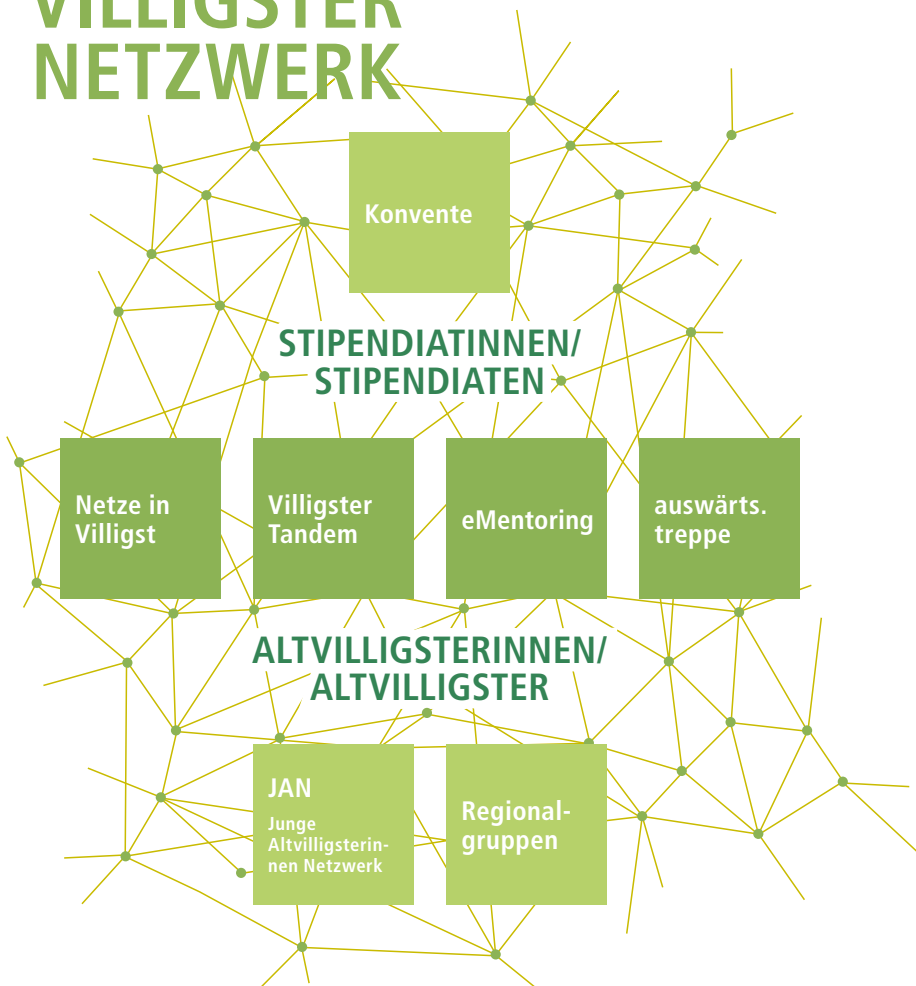 VILLIGSTER
NETZWERK
Konvente
STIPENDIATINNEN/
STIPENDIATEN
Netze in
Villigst
Villigster
Tandem
eMentoring
auswärts.
treppe
ALTVILLIGSTERINNEN/
ALTVILLIGSTER
JAN
Junge
Altvilligsterin-
nen Netzwerk
Regional-
gruppen